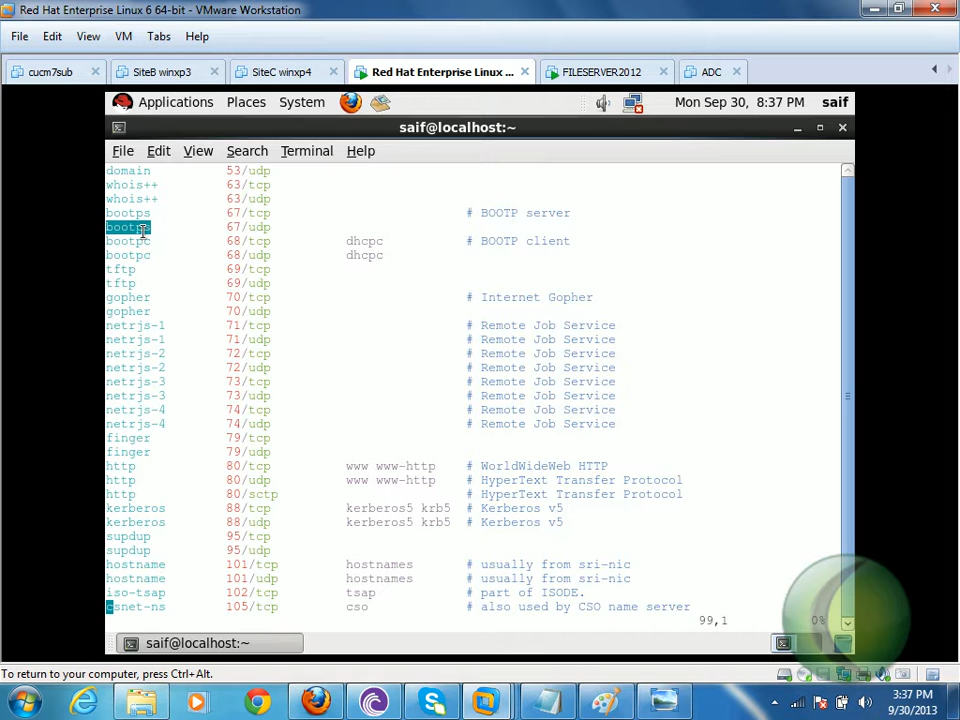 Red Hat Enterprise Linux 6 64-bit - VMware Workstation
File Edit View VM Tabs Help
cucm7sub SiteB winxp3 SiteC winxp4 Red Hat Enterprise Linux ... FILESERVER2012 ADC
Applications Places System Mon Sep 30, 8:37 PM saif
saif@localhost:~
File Edit View Search Terminal Help
domain 53/udp
whois++ 63/tcp
whois++ 63/udp
bootps 67/tcp # BOOTP server
bootps 67/udp
bootpc 68/tcp dhcpc # BOOTP client
bootpc 68/udp dhcpc
tftp 69/tcp
tftp 69/udp
gopher 70/tcp # Internet Gopher
gopher 70/udp
netrjs-1 71/tcp # Remote Job Service
netrjs-1 71/udp # Remote Job Service
netrjs-2 72/tcp # Remote Job Service
netrjs-2 72/udp # Remote Job Service
netrjs-3 73/tcp # Remote Job Service
netrjs-3 73/udp # Remote Job Service
netrjs-4 74/tcp # Remote Job Service
netrjs-4 74/udp # Remote Job Service
finger 79/tcp
finger 79/udp
http 80/tcp www www-http # WorldWideWeb HTTP
http 80/udp www www-http # HyperText Transfer Protocol
http 80/sctp # HyperText Transfer Protocol
kerberos 88/tcp kerberos5 krb5 # Kerberos v5
kerberos 88/udp kerberos5 krb5 # Kerberos v5
supdup 95/tcp
supdup 95/udp
hostname 101/tcp hostnames # usually from sri-nic
hostname 101/udp hostnames # usually from sri-nic
iso-tsap 102/tcp tsap # part of ISODE.
csnet-ns 105/tcp cso # also used by CSO name server
99,1 0%
saif@localhost:~
To return to your computer, press Ctrl+Alt.
3:37 PM
9/30/2013